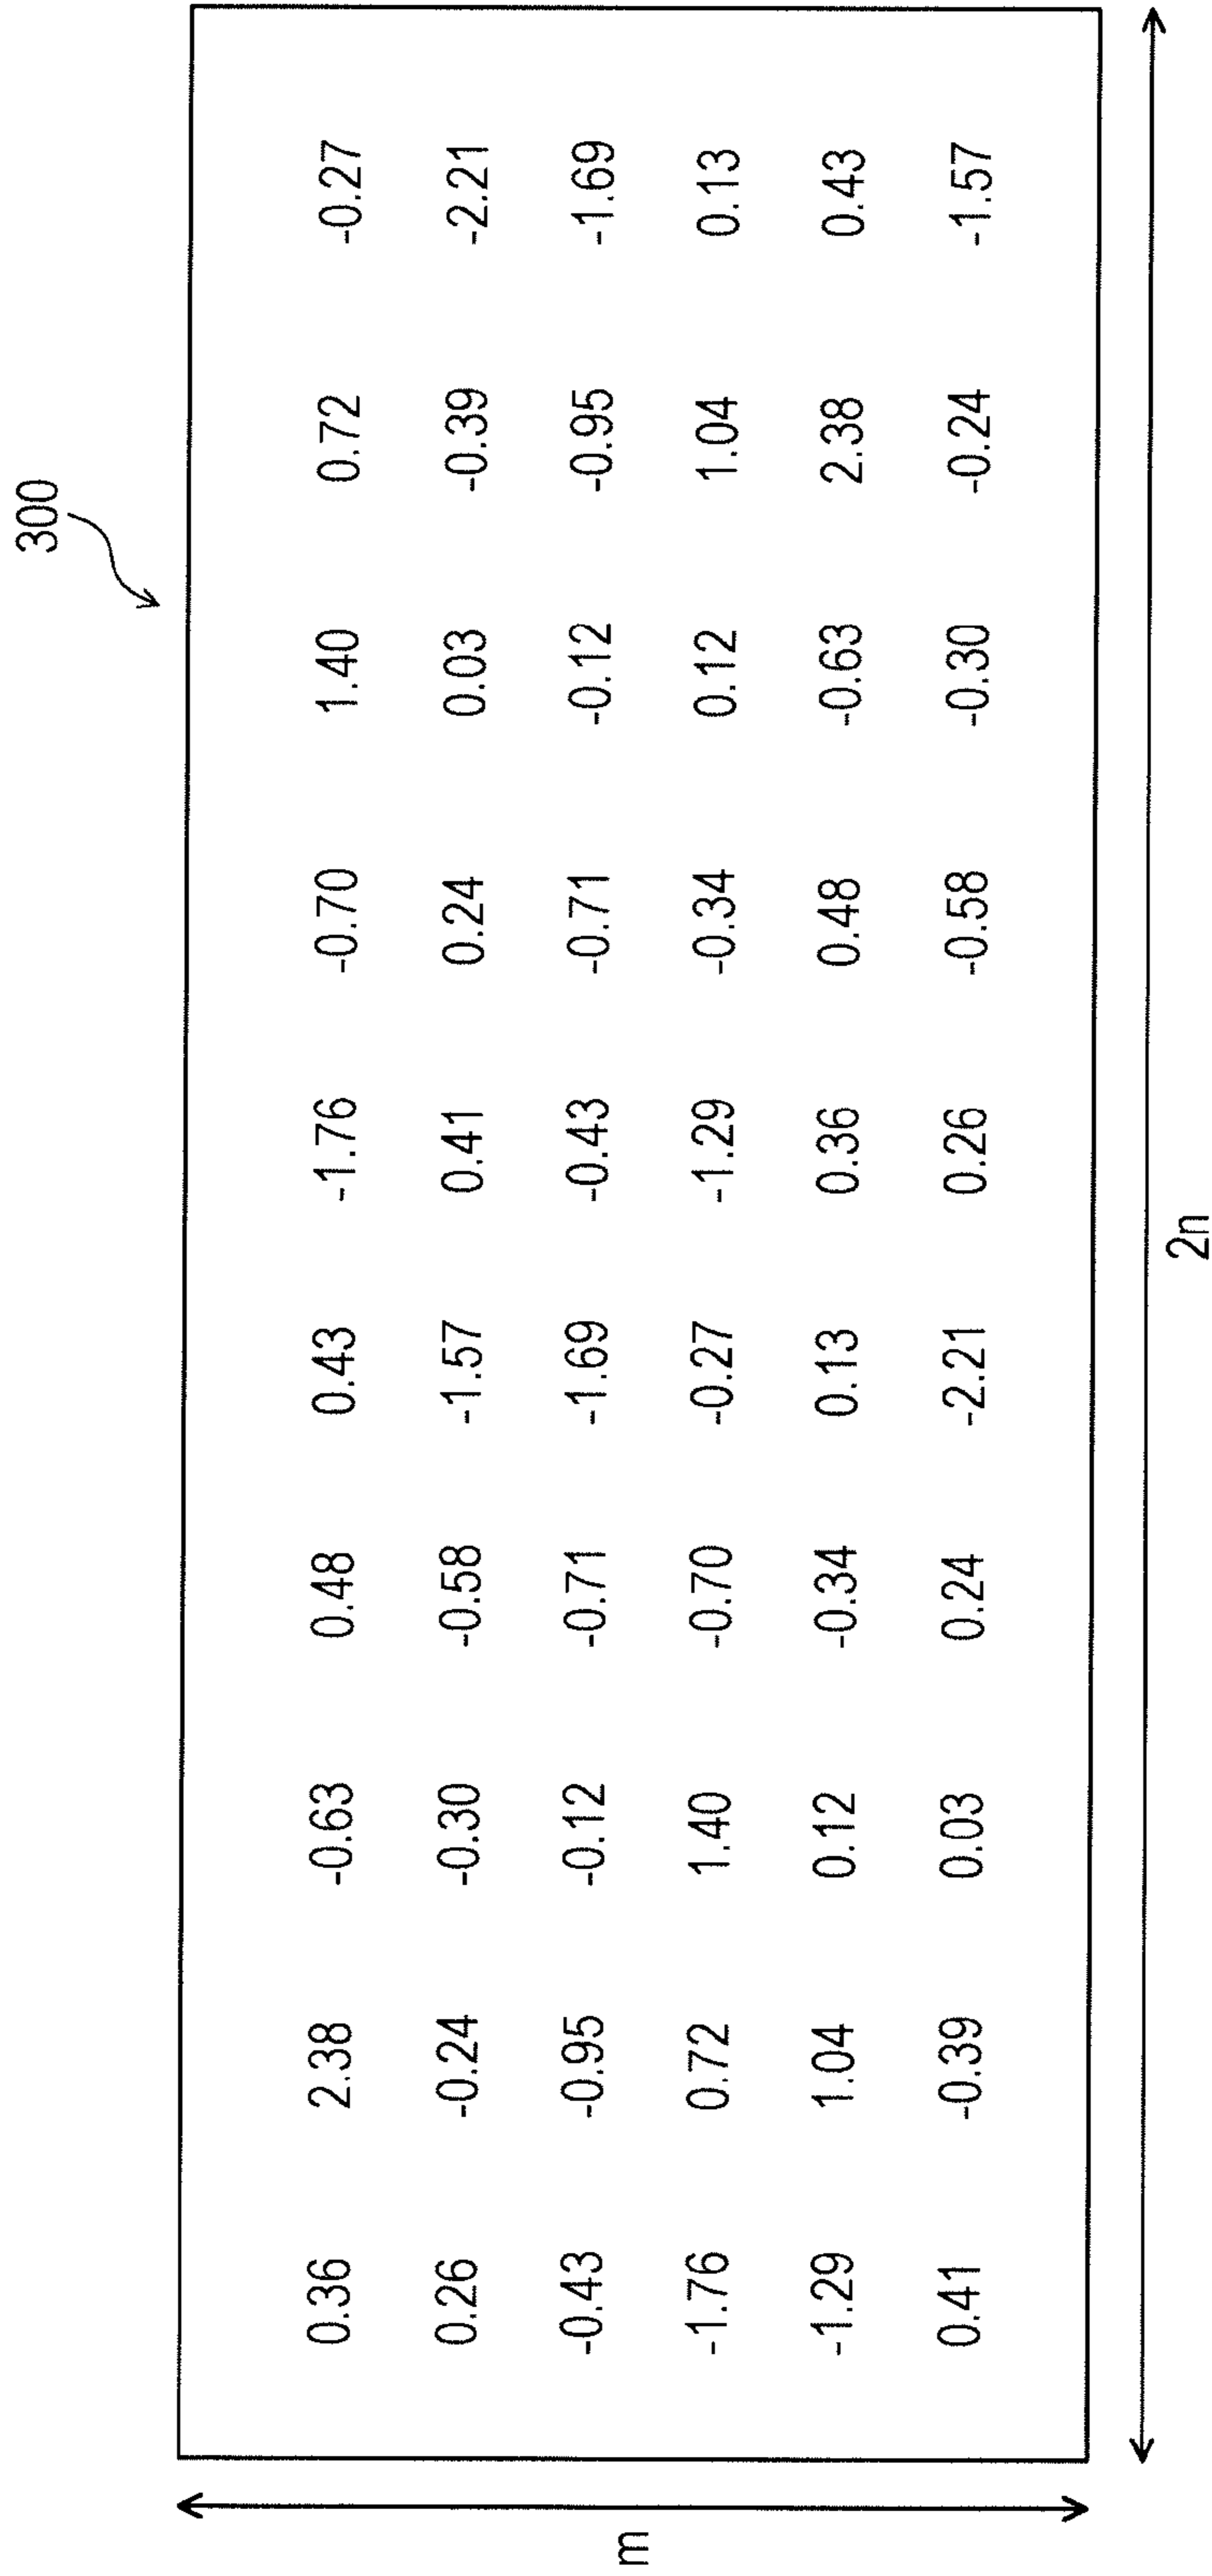 300
0.36 2.38 -0.63 0.48 0.43 -1.76 -0.70 1.40 0.72 -0.27
0.26 -0.24 -0.30 -0.58 -1.57 0.41 0.24 0.03 -0.39 -2.21
-0.43 -0.95 -0.12 -0.71 -1.69 -0.43 -0.71 -0.12 -0.95 -1.69
m
-1.76 0.72 1.40 -0.70 -0.27 -1.29 -0.34 0.12 1.04 0.13
-1.29 1.04 0.12 -0.34 0.13 0.36 0.48 -0.63 2.38 0.43
0.41 -0.39 0.03 0.24 -2.21 0.26 -0.58 -0.30 -0.24 -1.57
2n